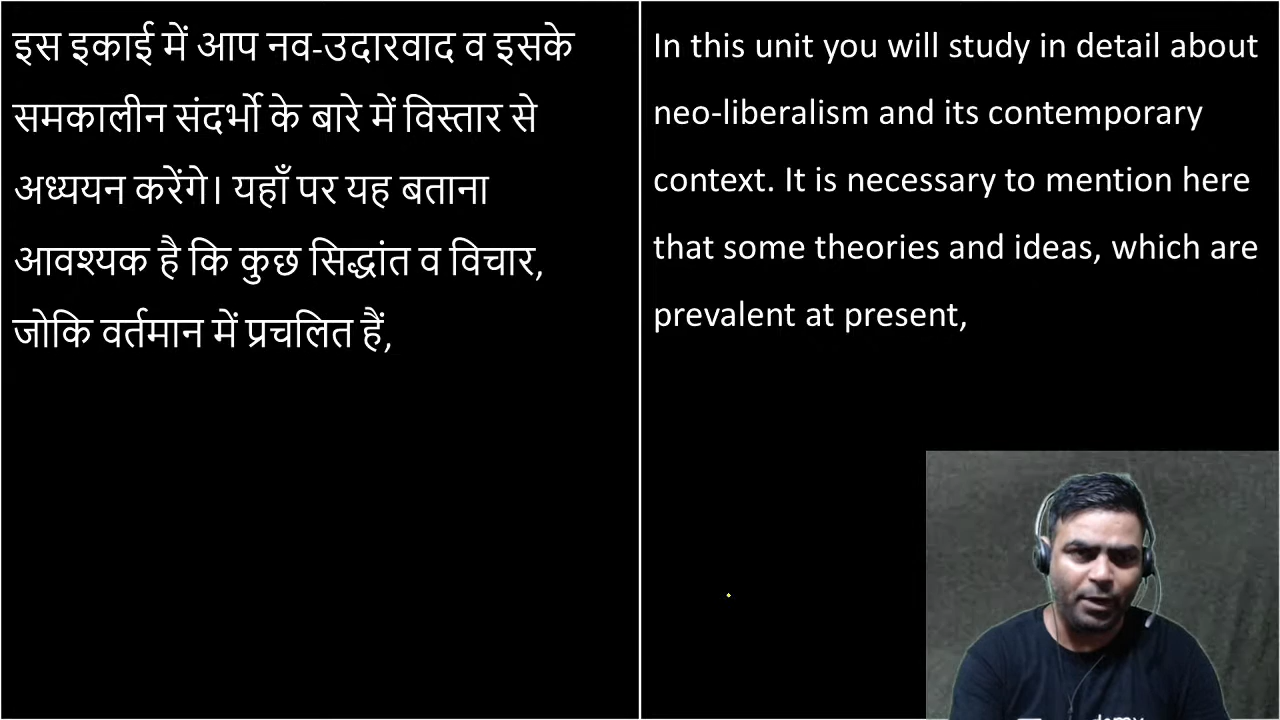 इस इकाई में आप नव-उदारवाद व इसके
समकालीन संदर्भो के बारे में विस्तार से
अध्ययन करेंगे। यहाँ पर यह बताना
आवश्यक है कि कुछ सिद्धांत व विचार,
जोकि वर्तमान में प्रचलित हैं,
In this unit you will study in detail about
neo-liberalism and its contemporary
context. It is necessary to mention here
that some theories and ideas, which are
prevalent at present,